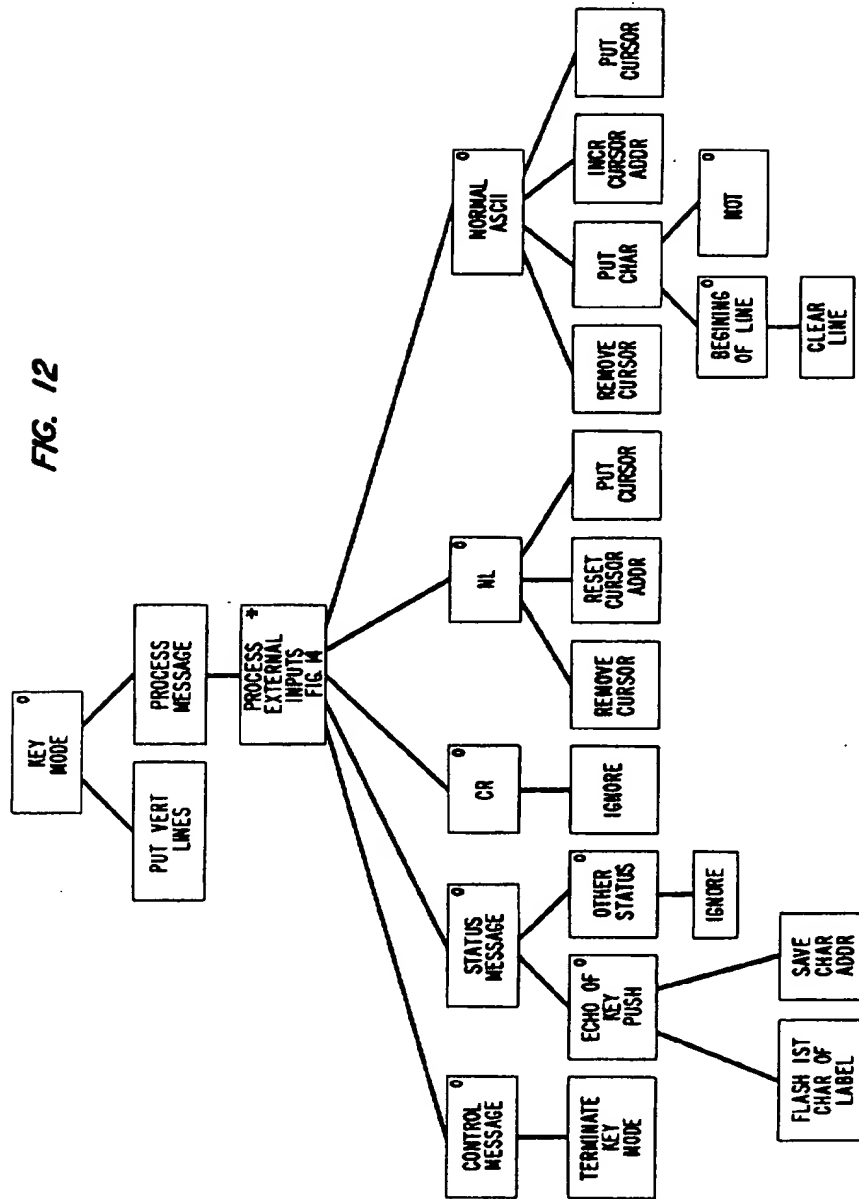 FIG. 12
O
KEY
MODE
PUT VERT
LINES
PROCESS
MESSAGE
*
PROCESS
EXTERNAL
INPUTS
FIG. 14
O
CONTROL
MESSAGE
O
STATUS
MESSAGE
O
CR
O
NL
O
NORMAL
ASCII
TERMINATE
KEY
MODE
O
ECHO OF
KEY
PUSH
O
OTHER
STATUS
IGNORE
REMOVE
CURSOR
RESET
CURSOR
ADDR
PUT
CURSOR
REMOVE
CURSOR
PUT
CHAR
INCR
CURSOR
ADDR
PUT
CURSOR
FLASH 1ST
CHAR OF
LABEL
SAVE
CHAR
ADDR
IGNORE
O
BEGINING
OF LINE
O
NOT
CLEAR
LINE